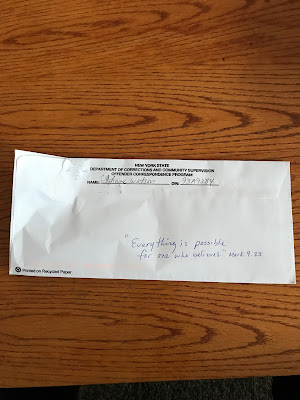 NEW YORK STATE
DEPARTMENT OF CORRECTIONS AND COMMUNITY SUPERVISION
OFFENDER CORRESPONDENCE PROGRAM
NAME: DIN:
"Everything is possible
for one who believes" Mark 9:23
Printed on Recycled Paper